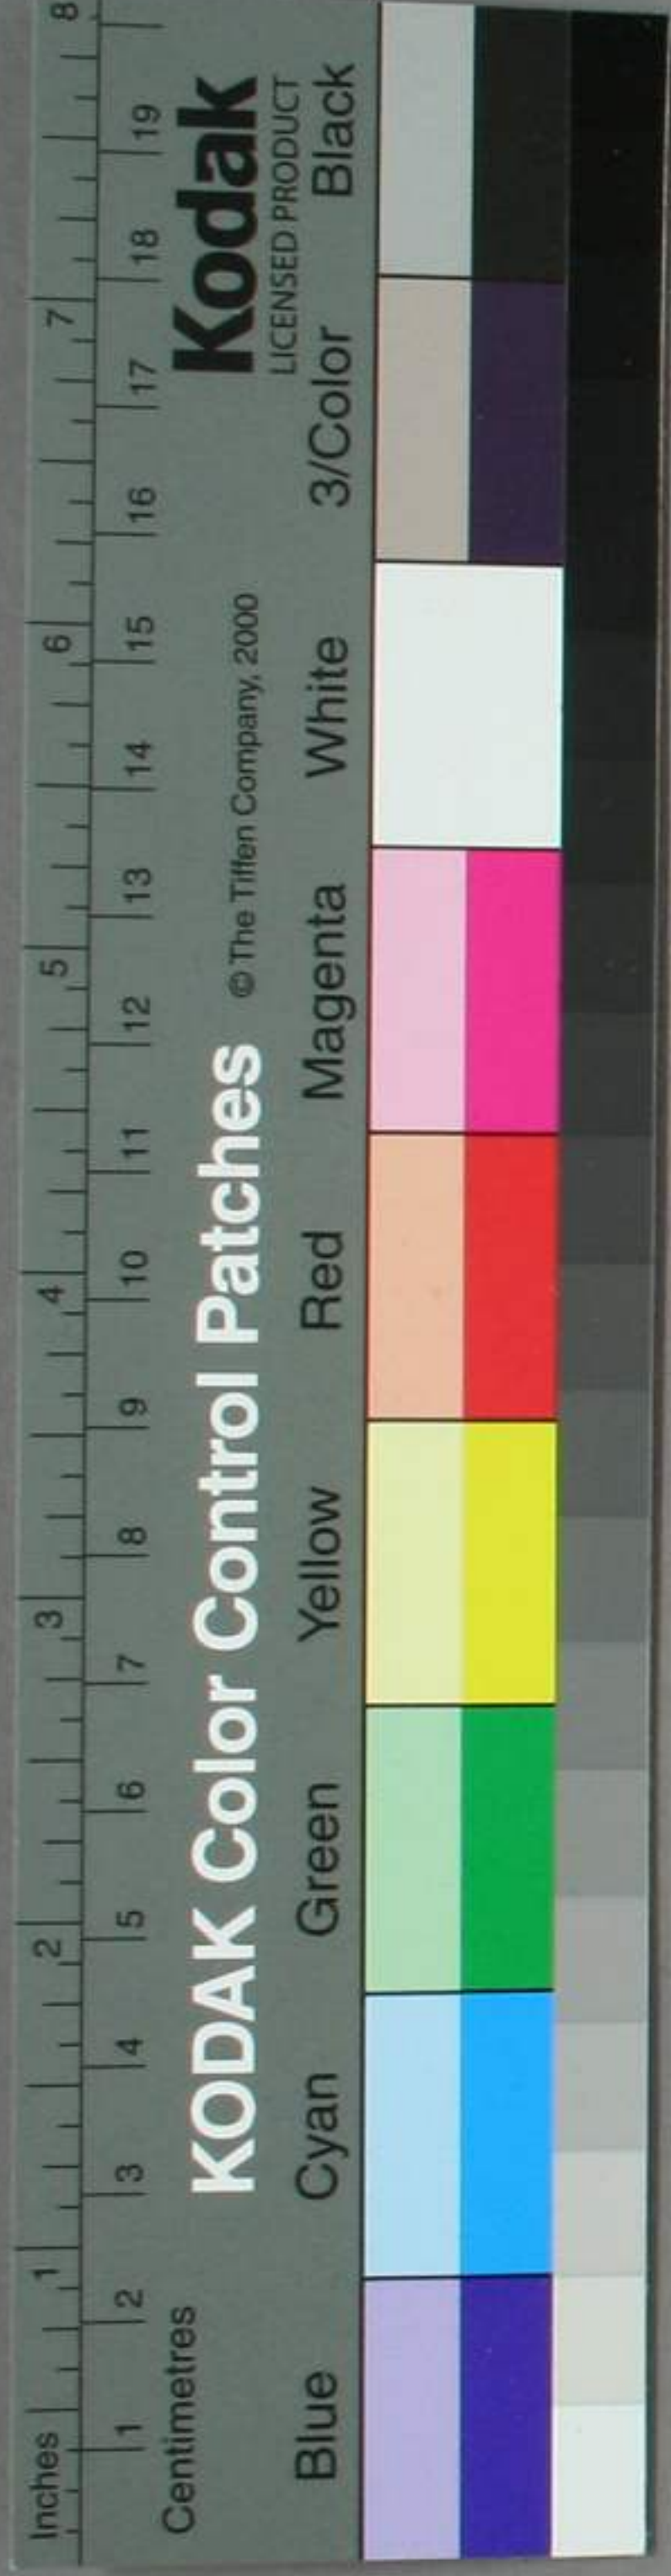 Inches 1 2 3 4 5 6 7 8
1 2 3 4 5 6 7 8 9 10 11 12 13 14 15 16 17 18 19
Centimetres
KODAK Color Control Patches © The Tiffen Company, 2000 Kodak
LICENSED PRODUCT
Blue Cyan Green Yellow Red Magenta White 3/Color Black